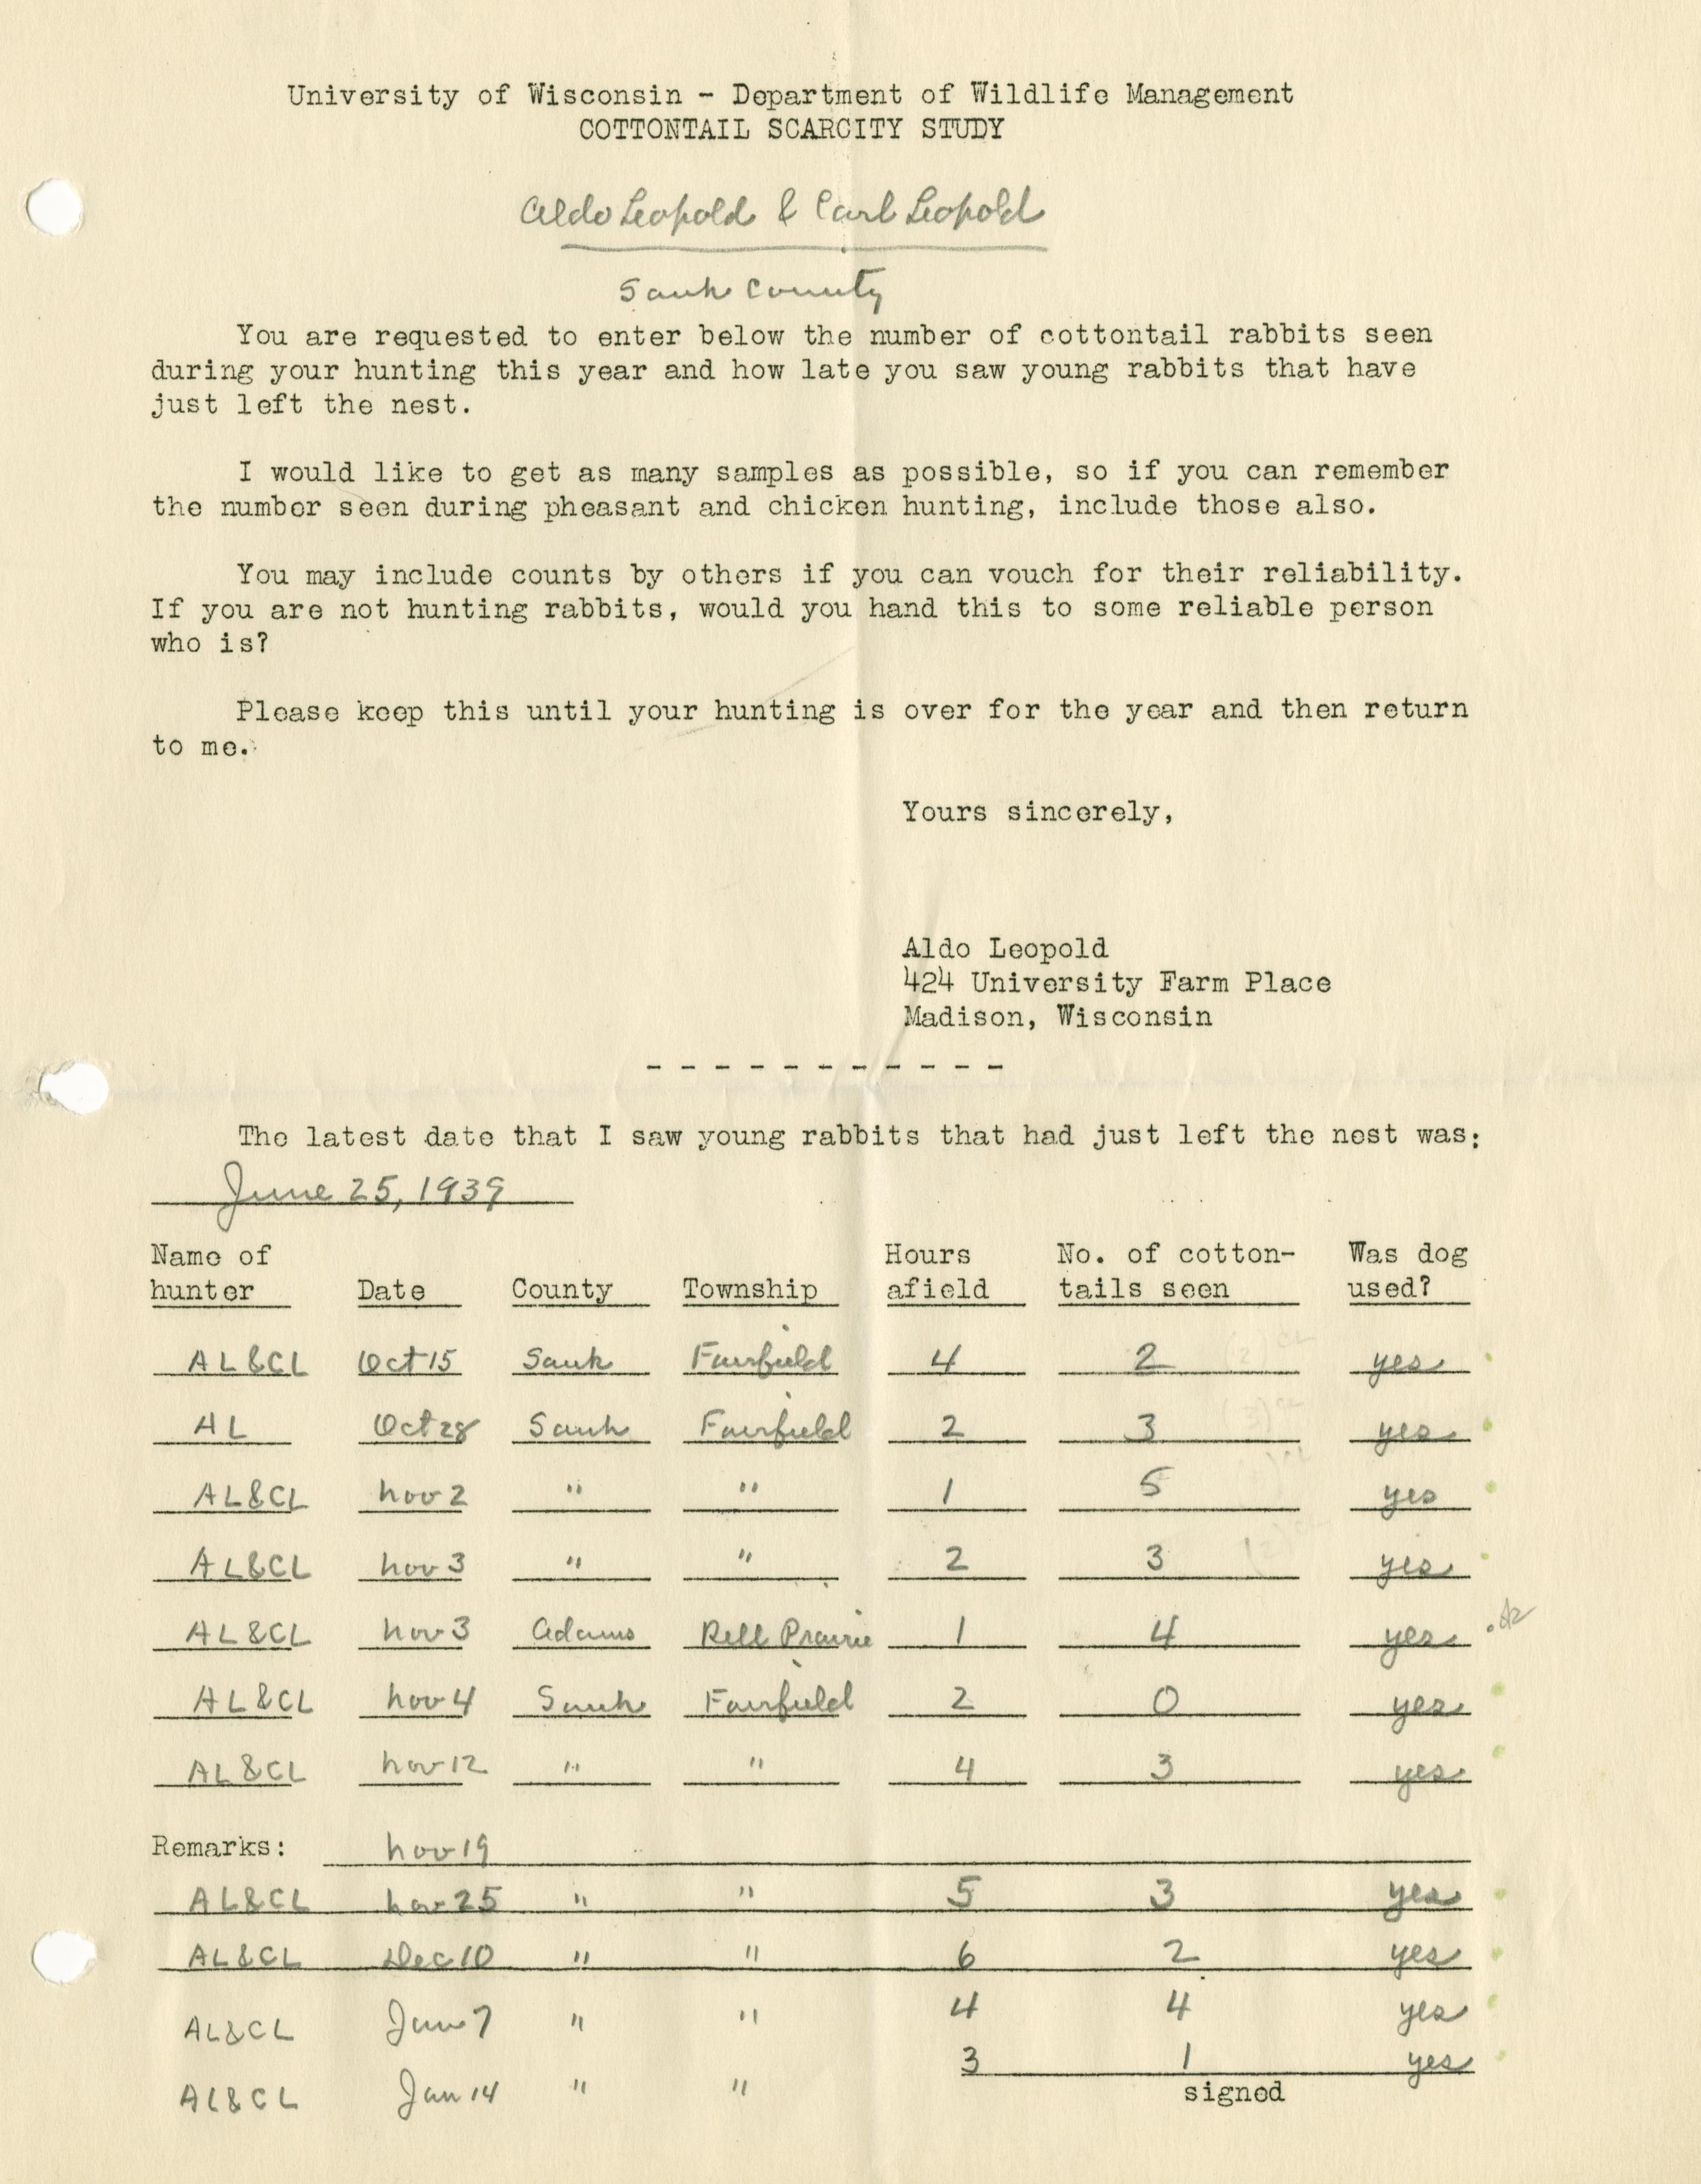 University of Wisconsin - Department of Wildlife Management
COTTONTAIL SCARCITY STUDY
Aldo Leopold & Carl Leopold
Sauk County
You are requested to enter below the number of cottontail rabbits seen
during your hunting this year and how late you saw young rabbits that have
just left the nest.
I would like to get as many samples as possible, so if you can remember
the number seen during pheasant and chicken hunting, include those also.
You may include counts by others if you can vouch for their reliability.
If you are not hunting rabbits, would you hand this to some reliable person
who is?
Please keep this until your hunting is over for the year and then return
to me.
Yours sincerely,
Aldo Leopold
424 University Farm Place
Madison, Wisconsin
- - - - - - - - - - -
The latest date that I saw young rabbits that had just left the nest was:
June 25, 1939
Name of Hours No. of cotton- Was dog
hunter Date County Township afield tails seen used?
AL&CL Oct 15 Sauk Fairfield 4 2 yes
AL Oct 28 Sauk Fairfield 2 3 yes
AL&CL Nov 2 " " 1 5 yes
AL&CL Nov 3 " " 2 3 yes
AL&CL Nov 3 Adams Dell Prairie 1 4 yes
AL&CL Nov 4 Sauk Fairfield 2 0 yes
AL&CL Nov 12 " " 4 3 yes
Remarks: Nov 19
AL&CL Nov 25 " " 5 3 yes
AL&CL Dec 10 " " 6 2 yes
AL&CL Jan 7 " " 4 4 yes
AL&CL Jan 14 " " 3 1 yes
signed